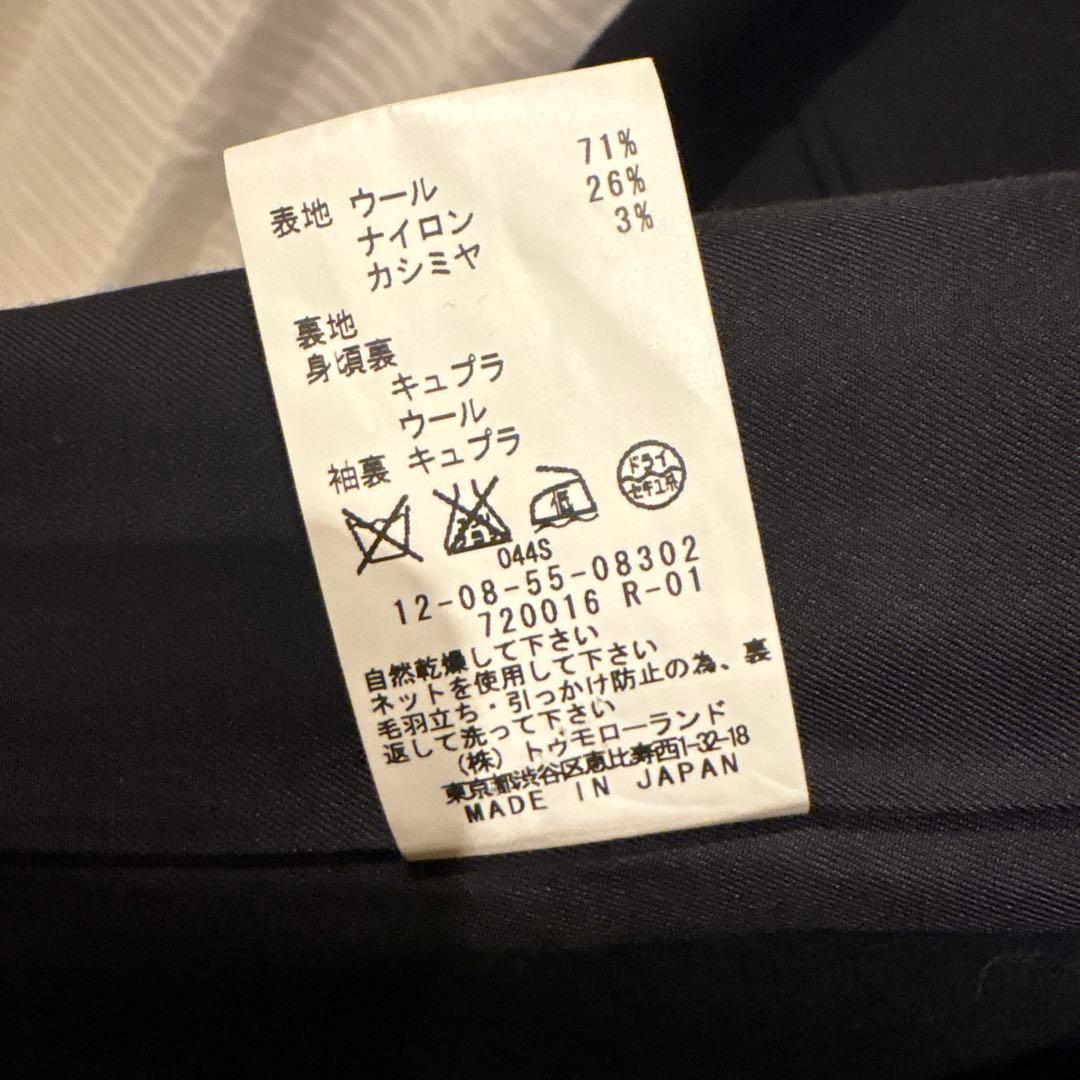 表地 ウール 71%
ナイロン 26%
カシミヤ 3%
裏地
身頃裏
キュプラ
ウール
袖裏 キュプラ
低
ドライ
セキユ系
044S
12-08-55-08302
720016 R-01
自然乾燥して下さい
ネットを使用して下さい
毛羽立ち・引っかけ防止の為、裏
返して洗って下さい
(株) トゥモローランド
東京都渋谷区恵比寿西1-32-18
MADE IN JAPAN